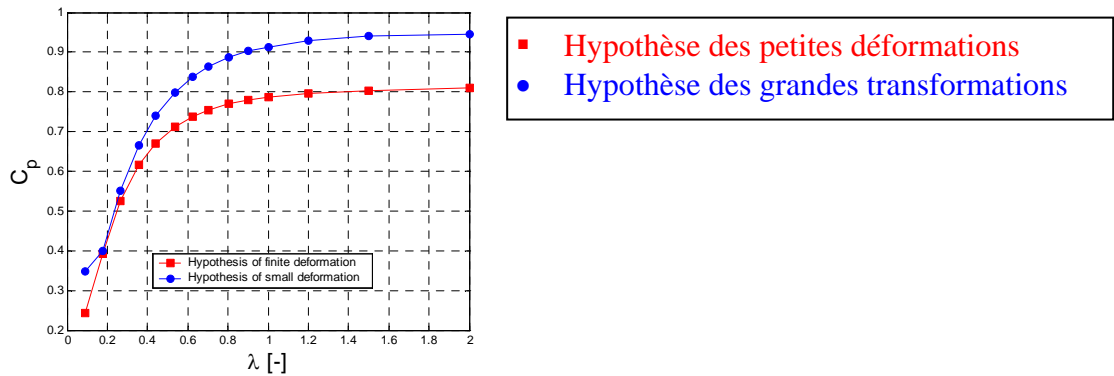 1
0.9
0.8
0.7
0.6
0.5
0.4
0.3
0.2
C_p
Hypothesis of finite deformation
Hypothesis of small deformation
0 0.2 0.4 0.6 0.8 1 1.2 1.4 1.6 1.8 2
λ [-]
Hypothèse des petites déformations
Hypothèse des grandes transformations